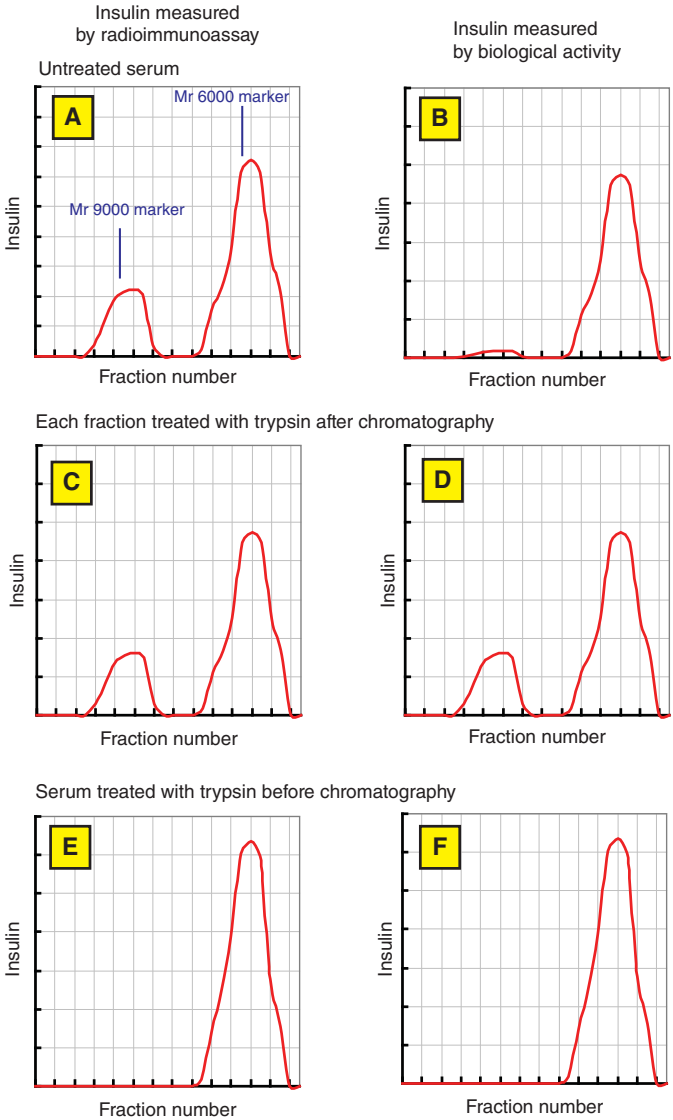 Insulin measured
by radioimmunoassay
Insulin measured
by biological activity
Untreated serum
A
Mr 6000 marker
Mr 9000 marker
Insulin
Fraction number
B
Insulin
Fraction number
Each fraction treated with trypsin after chromatography
C
Insulin
Fraction number
D
Insulin
Fraction number
Serum treated with trypsin before chromatography
E
Insulin
Fraction number
F
Insulin
Fraction number